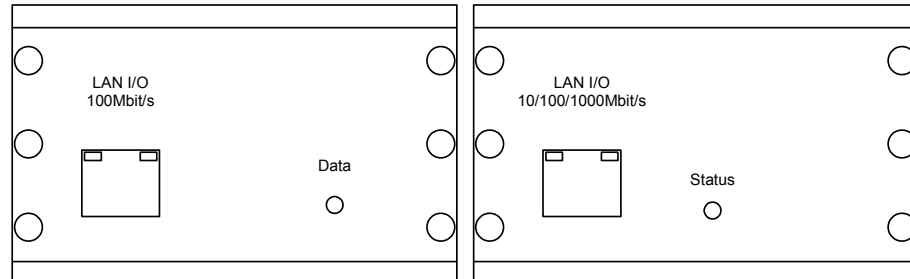 LAN I/O
100Mbit/s
Data
LAN I/O
10/100/1000Mbit/s
Status